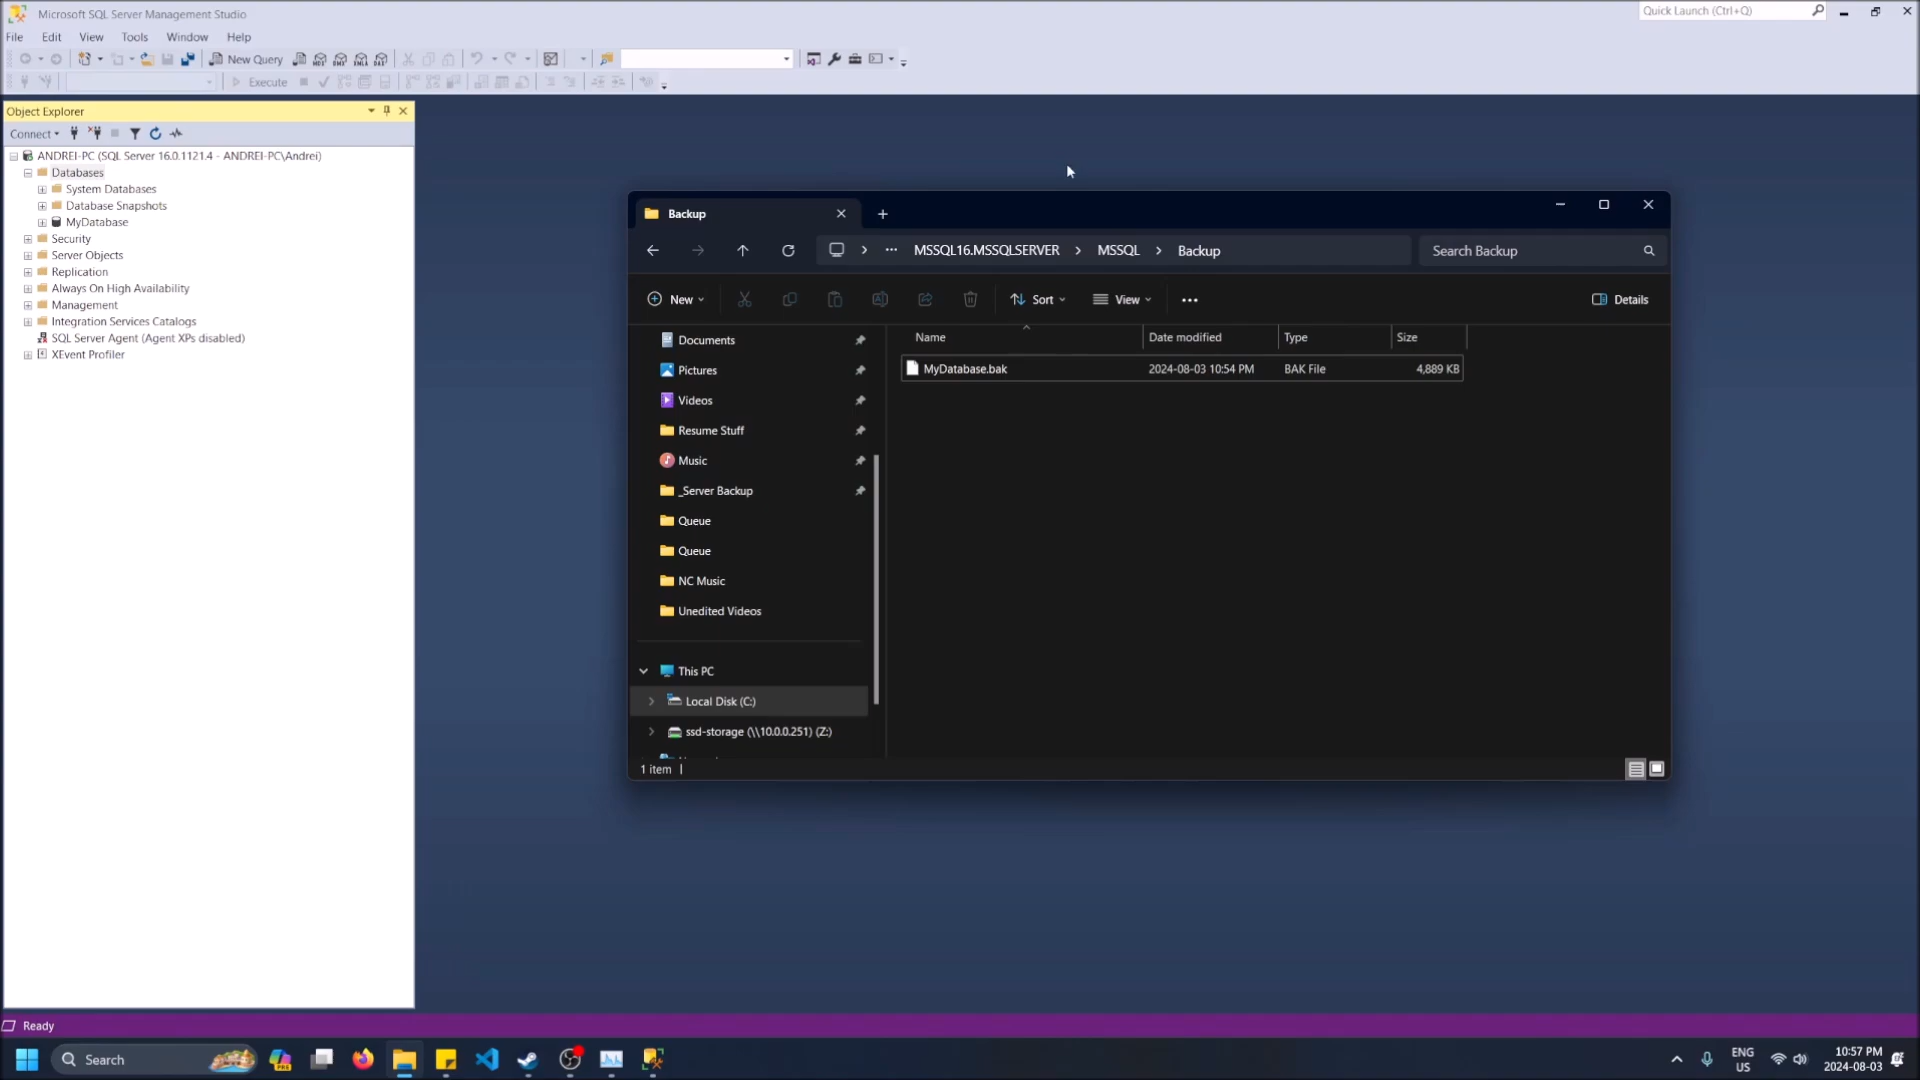 Microsoft SQL Server Management Studio
Quick Launch (Ctrl+Q)
File Edit View Tools Window Help
New Query
Execute
Object Explorer
Connect
ANDREI-PC (SQL Server 16.0.1121.4 - ANDREI-PC\Andrei)
Databases
System Databases
Database Snapshots
MyDatabase
Security
Server Objects
Replication
Always On High Availability
Management
Integration Services Catalogs
SQL Server Agent (Agent XPs disabled)
XEvent Profiler
Backup
MSSQL16.MSSQLSERVER > MSSQL > Backup
Search Backup
New Sort View ... Details
Name Date modified Type Size
MyDatabase.bak 2024-08-03 10:54 PM BAK File 4,889 KB
Documents
Pictures
Videos
Resume Stuff
Music
_Server Backup
Queue
Queue
NC Music
Unedited Videos
This PC
Local Disk (C:)
ssd-storage (\\10.0.0.251) (Z:)
1 item
Ready
Search
ENG
US
10:57 PM
2024-08-03